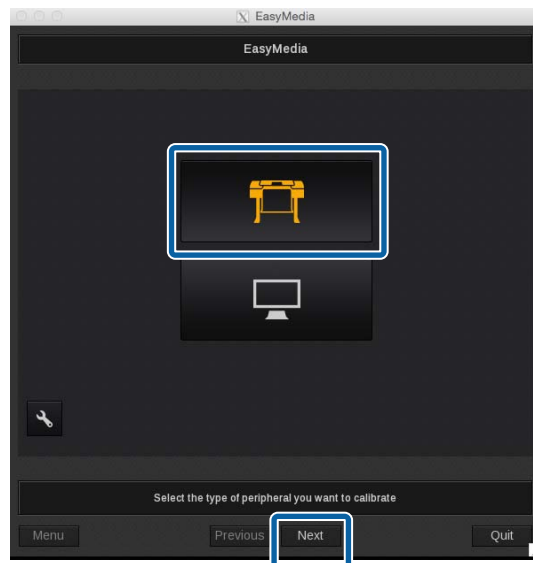 EasyMedia
EasyMedia
Select the type of peripheral you want to calibrate
Menu Previous Next Quit